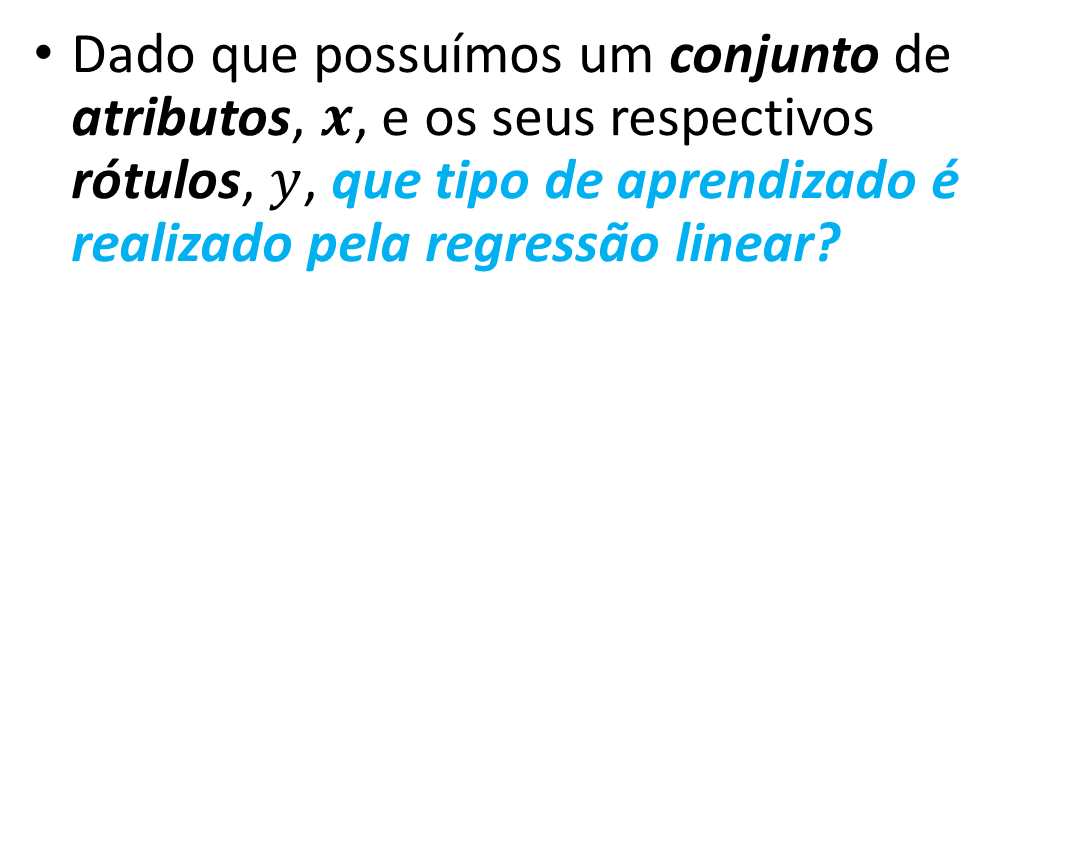 • Dado que possuímos um conjunto de
atributos, x, e os seus respectivos
rótulos, y, que tipo de aprendizado é
realizado pela regressão linear?